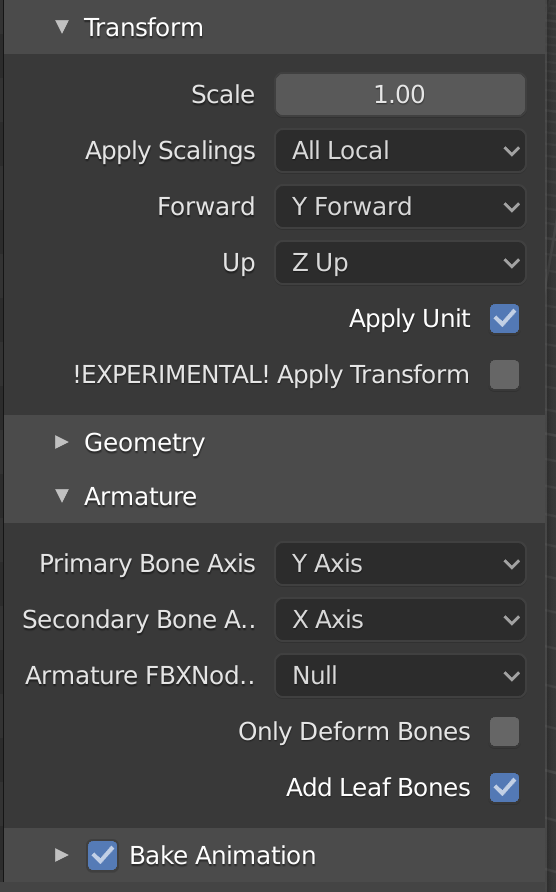 Transform
Scale 1.00
Apply Scalings All Local
Forward Y Forward
Up Z Up
Apply Unit
!EXPERIMENTAL! Apply Transform
Geometry
Armature
Primary Bone Axis Y Axis
Secondary Bone A.. X Axis
Armature FBXNod.. Null
Only Deform Bones
Add Leaf Bones
Bake Animation